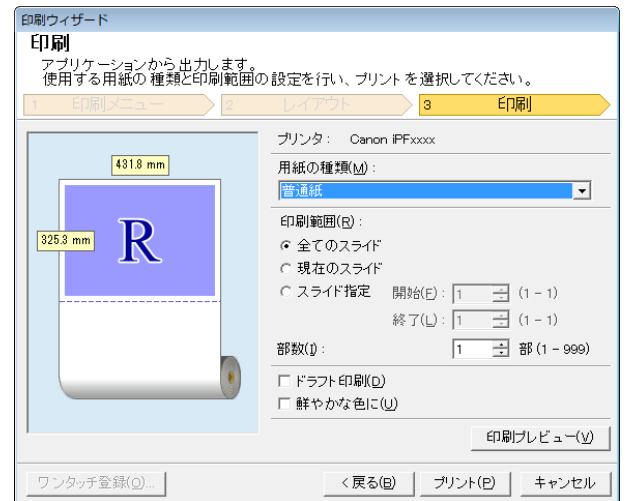 印刷ウィザード
印刷
アプリケーションから出力します。
使用する用紙の種類と印刷範囲の設定を行い、プリントを選択してください。
1 印刷メニュー 2 レイアウト 3 印刷
431.8 mm
325.3 mm
R
プリンタ: Canon iPFxxxx
用紙の種類(M):
普通紙
印刷範囲(R):
全てのスライド
現在のスライド
スライド指定 開始(F): 1 (1 - 1)
終了(L): 1 (1 - 1)
部数(I): 1 部 (1 - 999)
ドラフト印刷(D)
鮮やかな色に(U)
印刷プレビュー(V)
ワンタッチ登録(O)... < 戻る(B) プリント(P) キャンセル